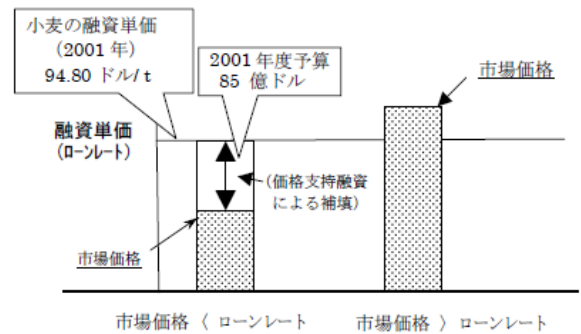 小麦の融資単価
(2001 年)
94.80 ドル/ t
2001 年度予算
85 億ドル
市場価格
融資単価
(ローンレート)
(価格支持融資
による補填)
市場価格
市場価格 〈 ローンレート
市場価格 〉 ローンレート